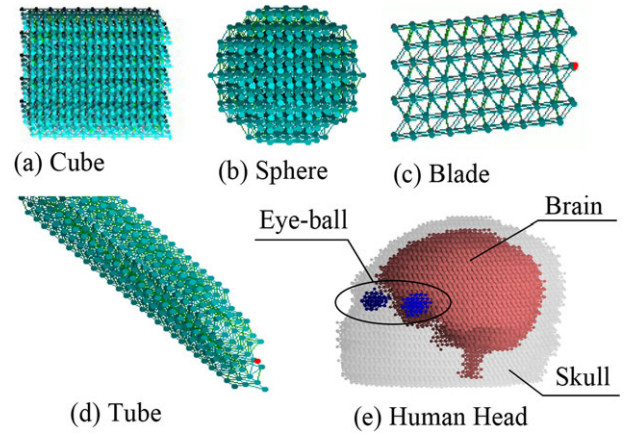 (a) Cube
(b) Sphere
(c) Blade
Eye-ball
Brain
Skull
(d) Tube
(e) Human Head